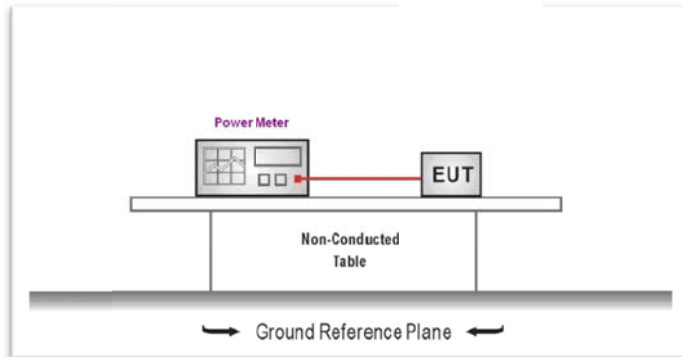 Power Meter
EUT
Non-Conducted
Table
Ground Reference Plane